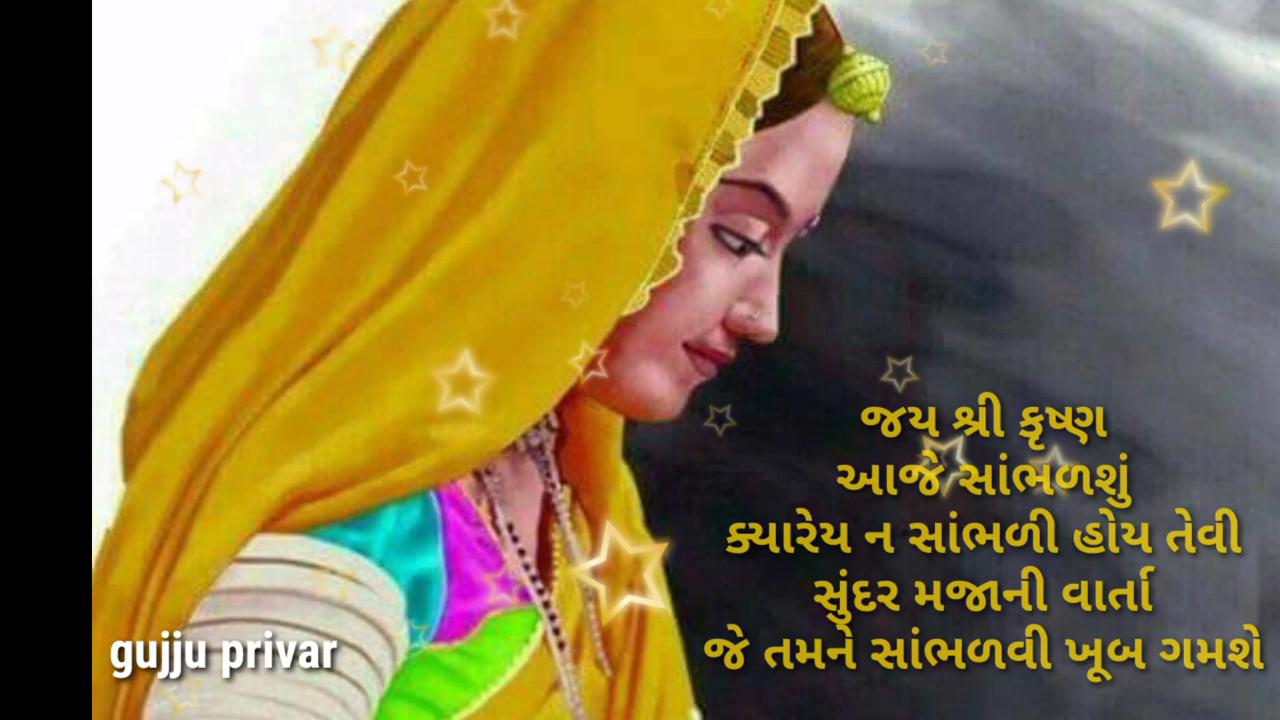 જય શ્રી કૃષ્ણ
આજે સાંભળશું
ક્યારેય ન સાંભળી હોય તેવી
સુંદર મજાની વાર્તા
જે તમને સાંભળવી ખૂબ ગમશે
gujju privar